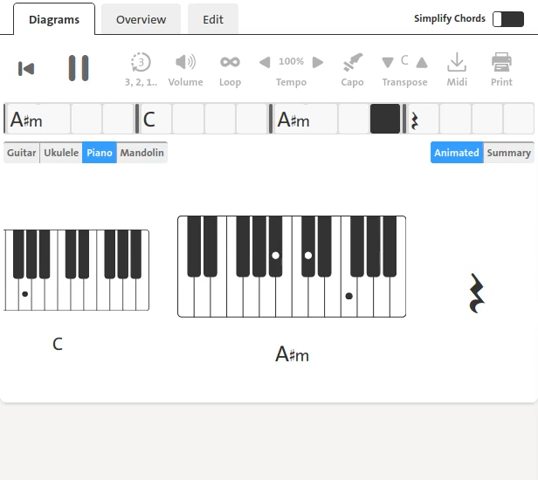 Diagrams Overview Edit Simplify Chords
3
3, 2, 1.. Volume Loop 100% Tempo Capo C Transpose Midi Print
A♯m C A♯m
Guitar Ukulele Piano Mandolin Animated Summary
C A♯m